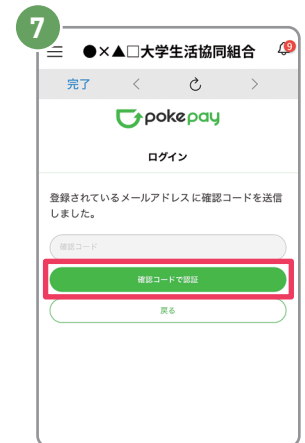 7
●×▲□大学生活協同組合
9
完了
pokepay
ログイン
登録されているメールアドレスに確認コードを送信
しました。
確認コード
確認コードで認証
戻る